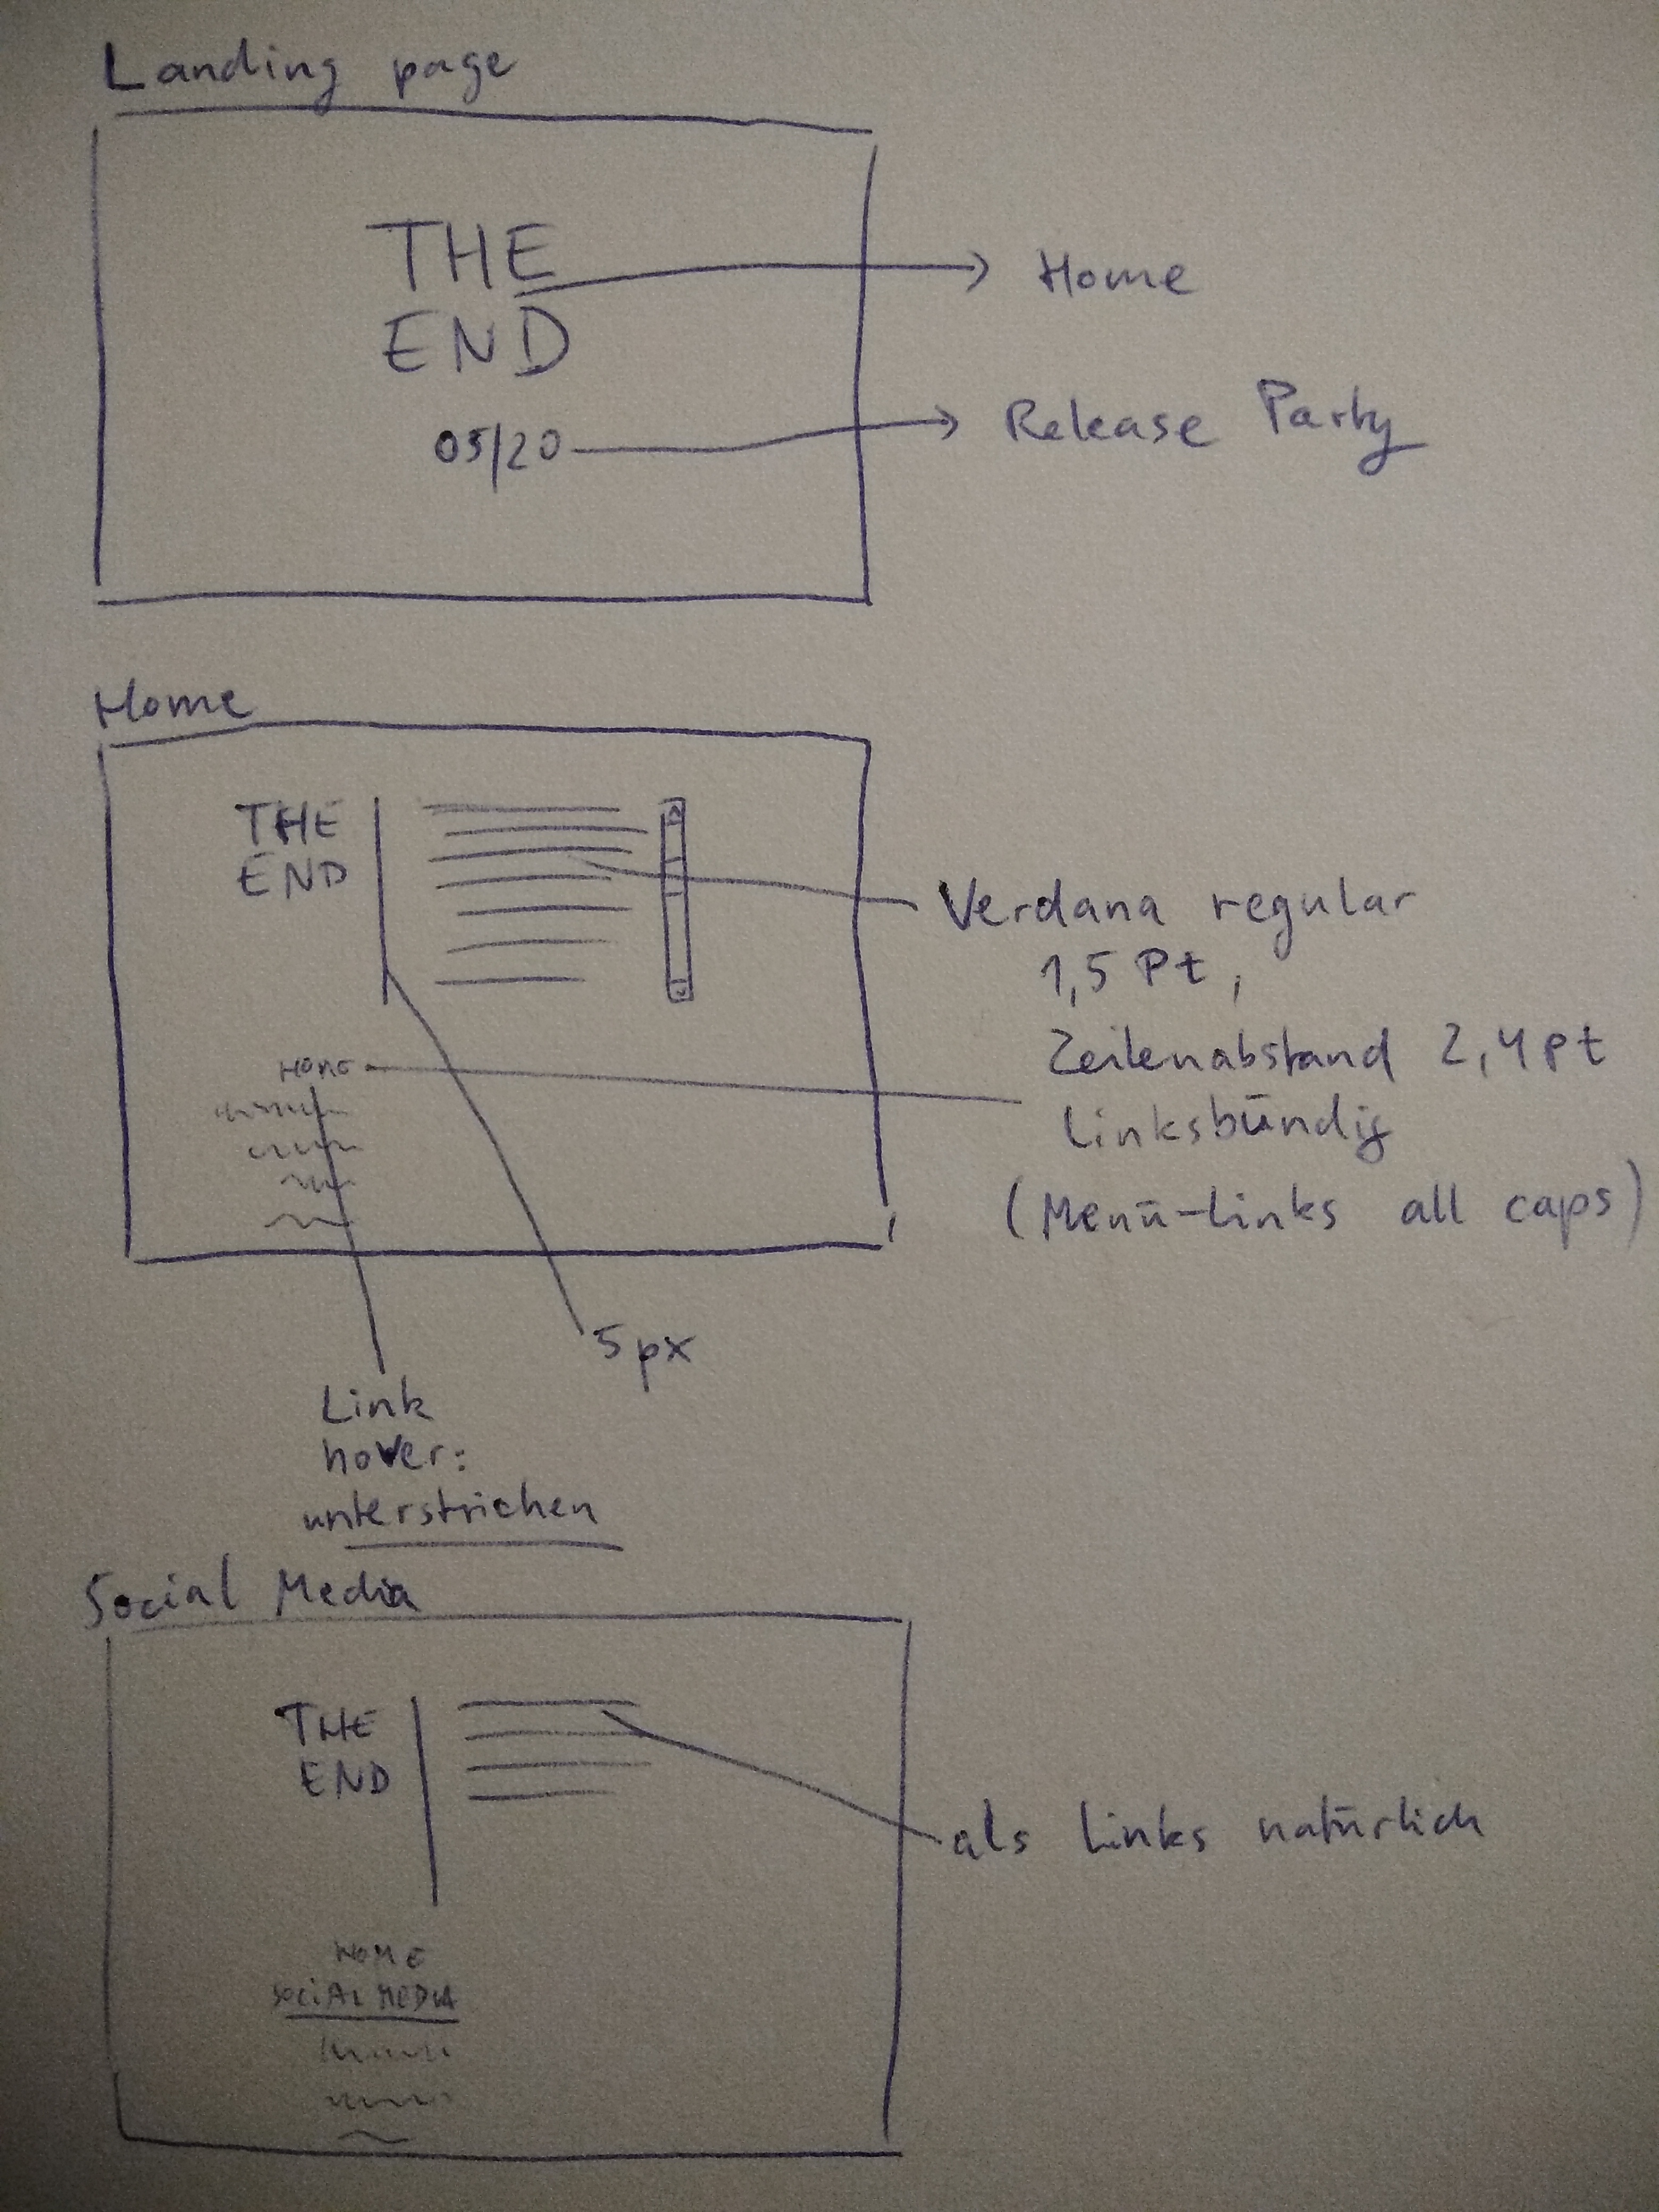 Landing page
THE
END
05/20
Home
Release Party
Home
THE
END
Verdana regular
1,5 Pt,
Zeilenabstand 2,4pt
linksbündig
(Menü-Links all caps)
HOME
5px
Link
hover:
unterstrichen
Social Media
THE
END
als Links natürlich
HOME
SOCIAL MEDIA